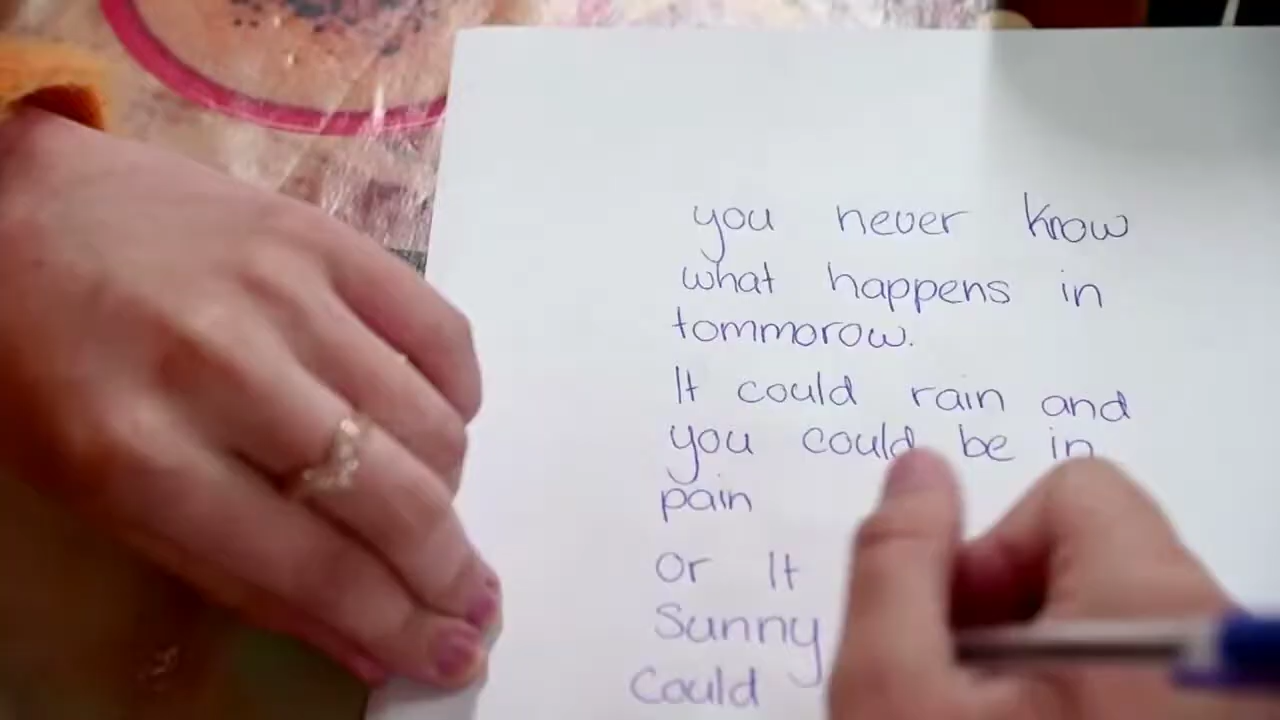 you never know
what happens in
tommorow.
It could rain and
you could be in
pain
or It
Sunny
Could